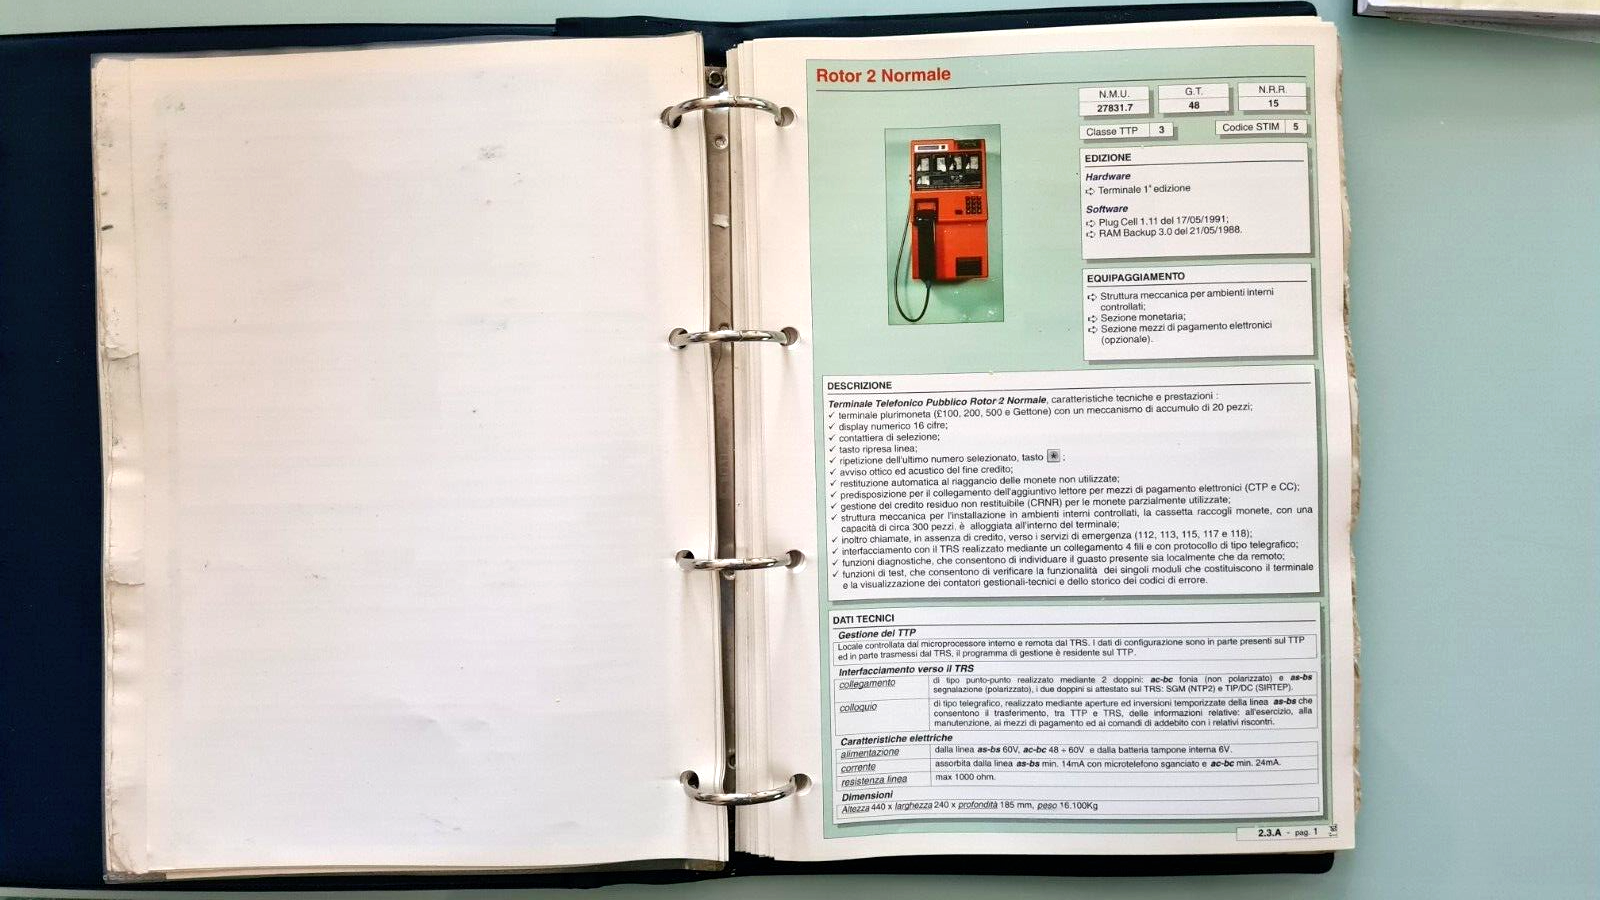 Rotor 2 Normale
N.M.U.
27831.7
G.T.
48
N.R.R.
15
Classe TTP 3
Codice STIM 5
EDIZIONE
Hardware
➪ Terminale 1ª edizione
Software
➪ Plug Cell 1.11 del 17/05/1991;
➪ RAM Backup 3.0 del 21/05/1988.
EQUIPAGGIAMENTO
➪ Struttura meccanica per ambienti interni
controllati;
➪ Sezione monetaria;
➪ Sezione mezzi di pagamento elettronici
(opzionale).
DESCRIZIONE
Terminale Telefonico Pubblico Rotor 2 Normale, caratteristiche tecniche e prestazioni :
✓ terminale plurimoneta (£100, 200, 500 e Gettone) con un meccanismo di accumulo di 20 pezzi;
✓ display numerico 16 cifre;
✓ contattiera di selezione;
✓ tasto ripresa linea;
✓ ripetizione dell'ultimo numero selezionato, tasto * ;
✓ avviso ottico ed acustico del fine credito;
✓ restituzione automatica al riaggancio delle monete non utilizzate;
✓ predisposizione per il collegamento dell'aggiuntivo lettore per mezzi di pagamento elettronici (CTP e CC);
✓ gestione del credito residuo non restituibile (CRNR) per le monete parzialmente utilizzate;
✓ struttura meccanica per l'installazione in ambienti interni controllati, la cassetta raccogli monete, con una
capacità di circa 300 pezzi, è alloggiata all'interno del terminale;
✓ inoltro chiamate, in assenza di credito, verso i servizi di emergenza (112, 113, 115, 117 e 118);
✓ interfacciamento con il TRS realizzato mediante un collegamento 4 fili e con protocollo di tipo telegrafico;
✓ funzioni diagnostiche, che consentono di individuare il guasto presente sia localmente che da remoto;
✓ funzioni di test, che consentono di verificare la funzionalità dei singoli moduli che costituiscono il terminale
e la visualizzazione dei contatori gestionali-tecnici e dello storico dei codici di errore.
DATI TECNICI
Gestione del TTP
Locale controllata dal microprocesore interno e remota dal TRS. I dati di configurazione sono in parte presenti sul TTP
ed in parte trasmessi dal TRS, il programma di gestione è residente sul TTP.
Interfacciamento verso il TRS
collegamento
di tipo punto-punto realizzato mediante 2 doppini: ac-bc fonia (non polarizzato) e as-bs
segnalazione (polarizzato), i due doppini si attestato sul TRS: SGM (NTP2) e TIP/DC (SIRTEP).
colloquio
di tipo telegrafico, realizzato mediante aperture ed inversioni temporizzate della linea as-bs che
consentono il trasferimento, tra TTP e TRS, delle informazioni relative: all'esercizio, alla
manutenzione, ai mezzi di pagamento ed ai comandi di addebito con i relativi riscontri.
Caratteristiche elettriche
alimentazione
dalla linea as-bs 60V, ac-bc 48 ÷ 60V e dalla batteria tampone interna 6V.
corrente
assorbita dalla linea as-bs min. 14mA con microtelefono sganciato e ac-bc min. 24mA.
resistenza linea
max 1000 ohm.
Dimensioni
Altezza 440 x larghezza 240 x profondità 185 mm, peso 16.100Kg
2.3.A - pag. 1